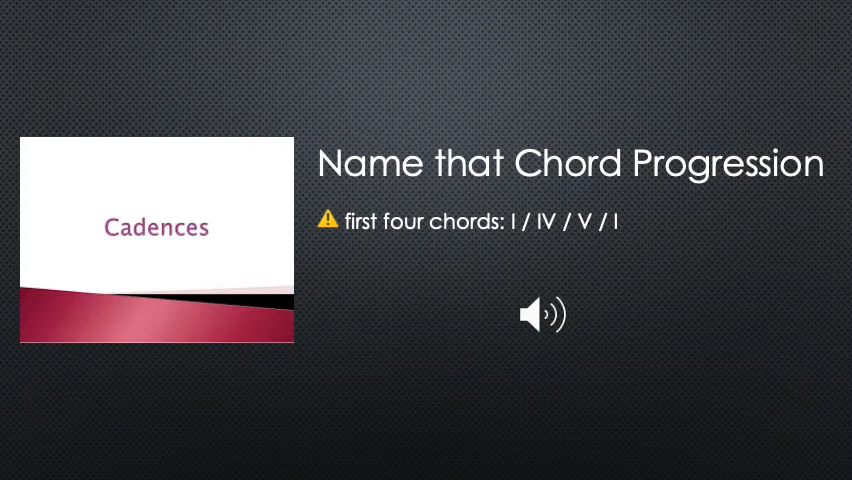 Name that Chord Progression
first four chords: I / IV / V / I
Cadences